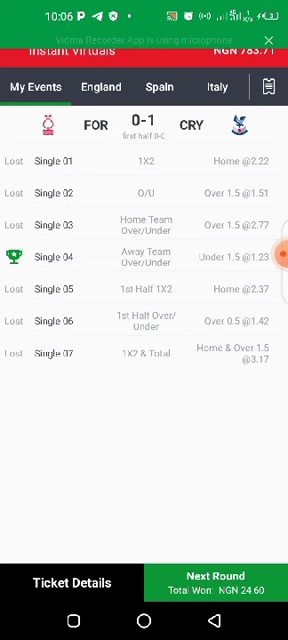 10:06
Vidma Recorder App is using microphone
Instant Virtuals NGN 783.71
My Events England Spain Italy
FOR 0-1 CRY
first half 0-0
Lost Single 01 1X2 Home @2.22
Lost Single 02 O/U Over 1.5 @1.51
Lost Single 03 Home Team Over/Under Over 1.5 @2.77
Single 04 Away Team Over/Under Under 1.5 @1.23
Lost Single 05 1st Half 1X2 Home @2.37
Lost Single 06 1st Half Over/Under Over 0.5 @1.42
Lost Single 07 1X2 & Total Home & Over 1.5 @3.17
Ticket Details
Next Round
Total Won: NGN 24.60